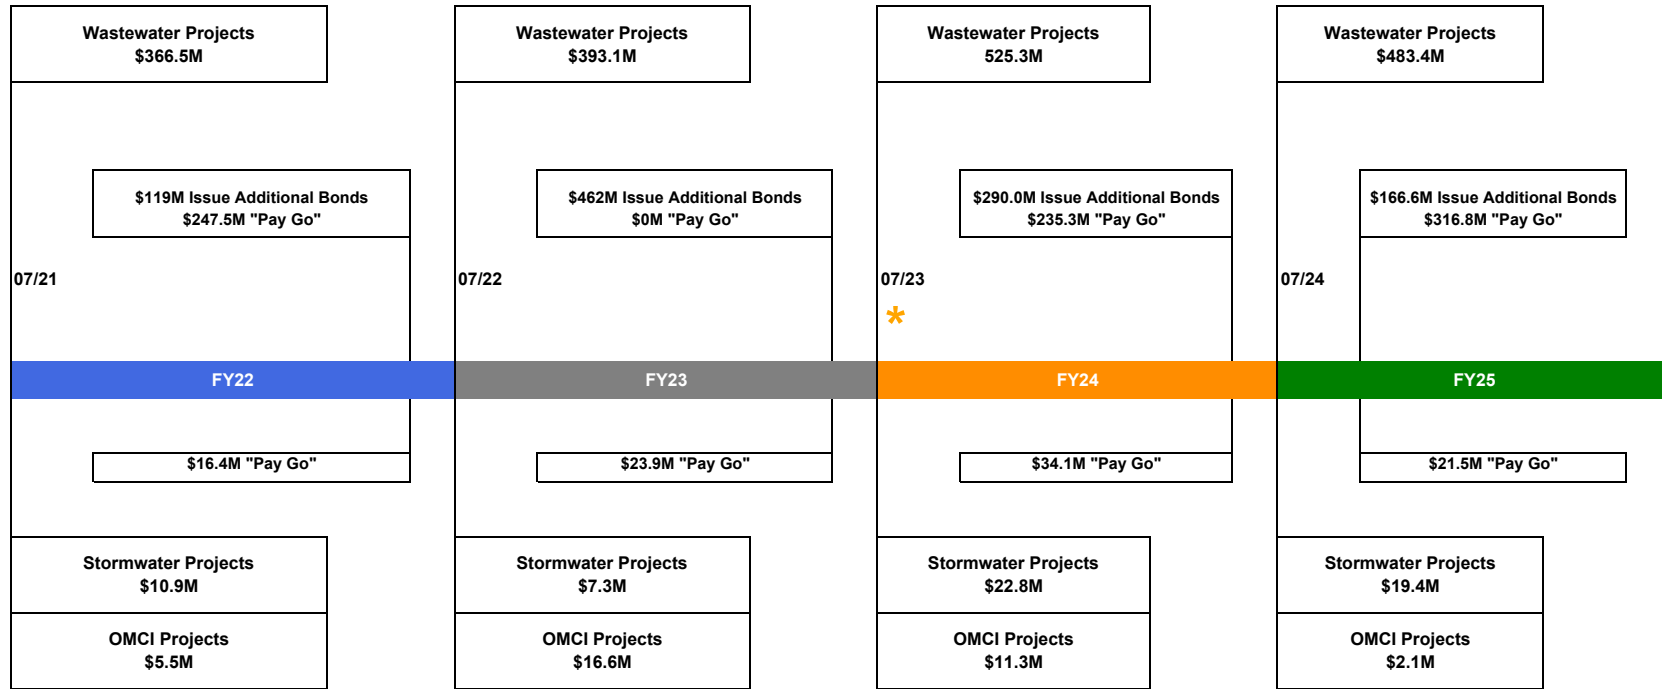 Wastewater Projects
$366.5M
Wastewater Projects
$393.1M
Wastewater Projects
525.3M
Wastewater Projects
$483.4M
$119M Issue Additional Bonds
$247.5M "Pay Go"
$462M Issue Additional Bonds
$0M "Pay Go"
$290.0M Issue Additional Bonds
$235.3M "Pay Go"
$166.6M Issue Additional Bonds
$316.8M "Pay Go"
07/21
07/22
07/23
07/24
*
FY22
FY23
FY24
FY25
$16.4M "Pay Go"
$23.9M "Pay Go"
$34.1M "Pay Go"
$21.5M "Pay Go"
Stormwater Projects
$10.9M
Stormwater Projects
$7.3M
Stormwater Projects
$22.8M
Stormwater Projects
$19.4M
OMCI Projects
$5.5M
OMCI Projects
$16.6M
OMCI Projects
$11.3M
OMCI Projects
$2.1M